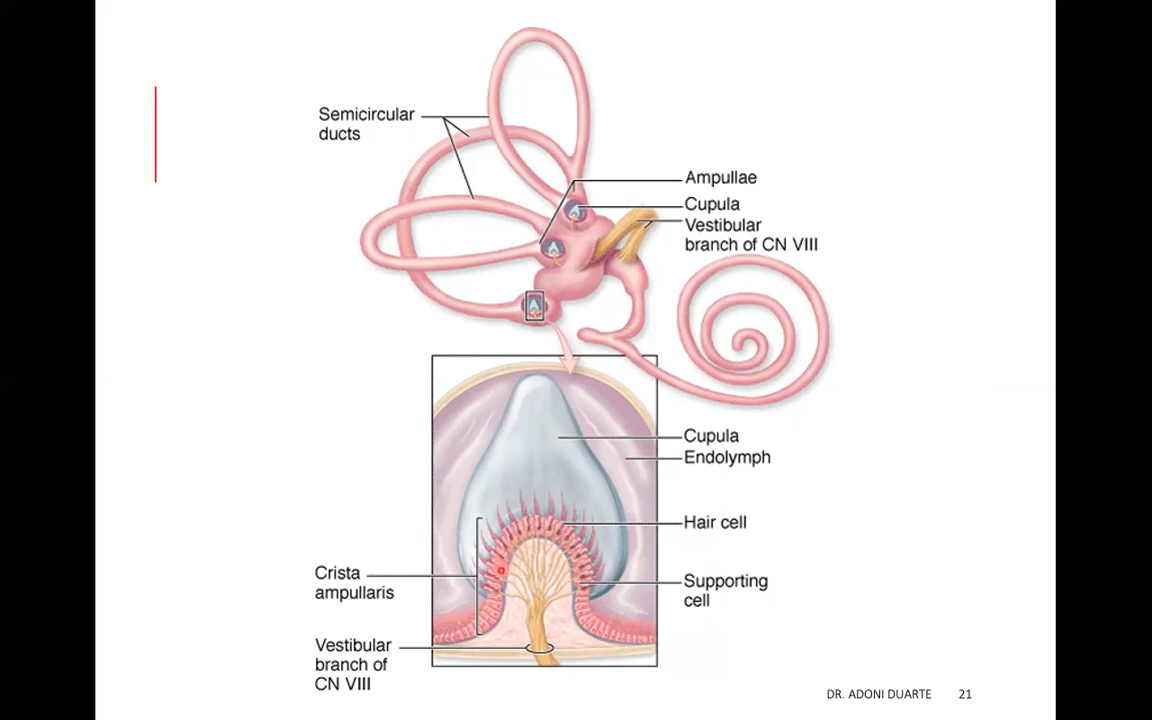 Semicircular
ducts
Ampullae
Cupula
Vestibular
branch of CN VIII
Cupula
Endolymph
Hair cell
Crista
ampullaris
Supporting
cell
Vestibular
branch of
CN VIII
DR. ADONI DUARTE 21